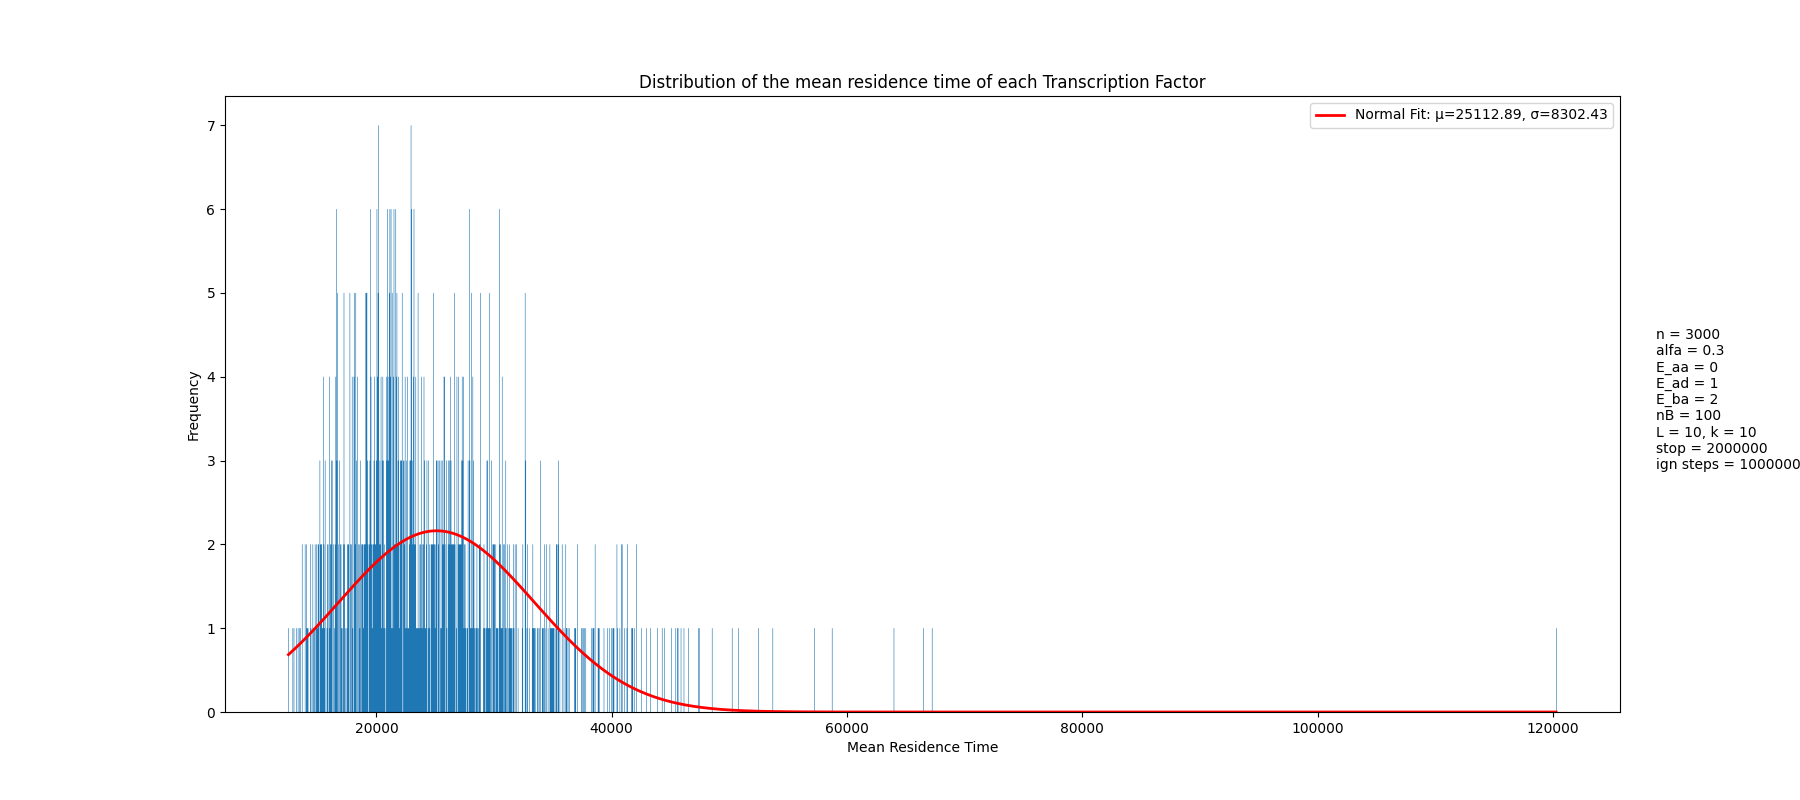 Distribution of the mean residence time of each Transcription Factor
Normal Fit: μ=25112.89, σ=8302.43
7
6
5
4
3
2
1
0
Frequency
20000
40000
60000
80000
100000
120000
Mean Residence Time
n = 3000
alfa = 0.3
E_aa = 0
E_ad = 1
E_ba = 2
nB = 100
L = 10, k = 10
stop = 2000000
ign steps = 1000000